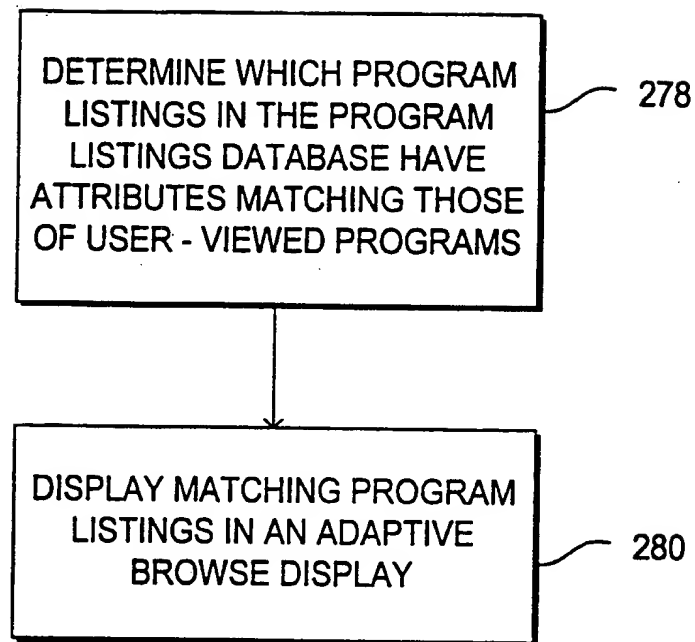 DETERMINE WHICH PROGRAM
LISTINGS IN THE PROGRAM
LISTINGS DATABASE HAVE
ATTRIBUTES MATCHING THOSE
OF USER - VIEWED PROGRAMS
278
DISPLAY MATCHING PROGRAM
LISTINGS IN AN ADAPTIVE
BROWSE DISPLAY
280